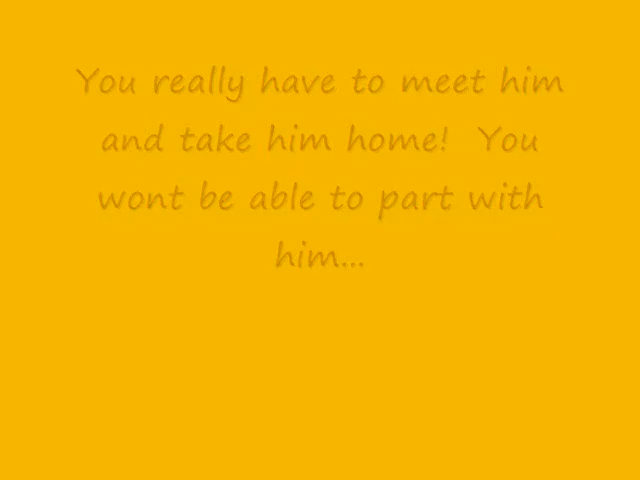 You really have to meet him
and take him home!  You
wont be able to part with
him...